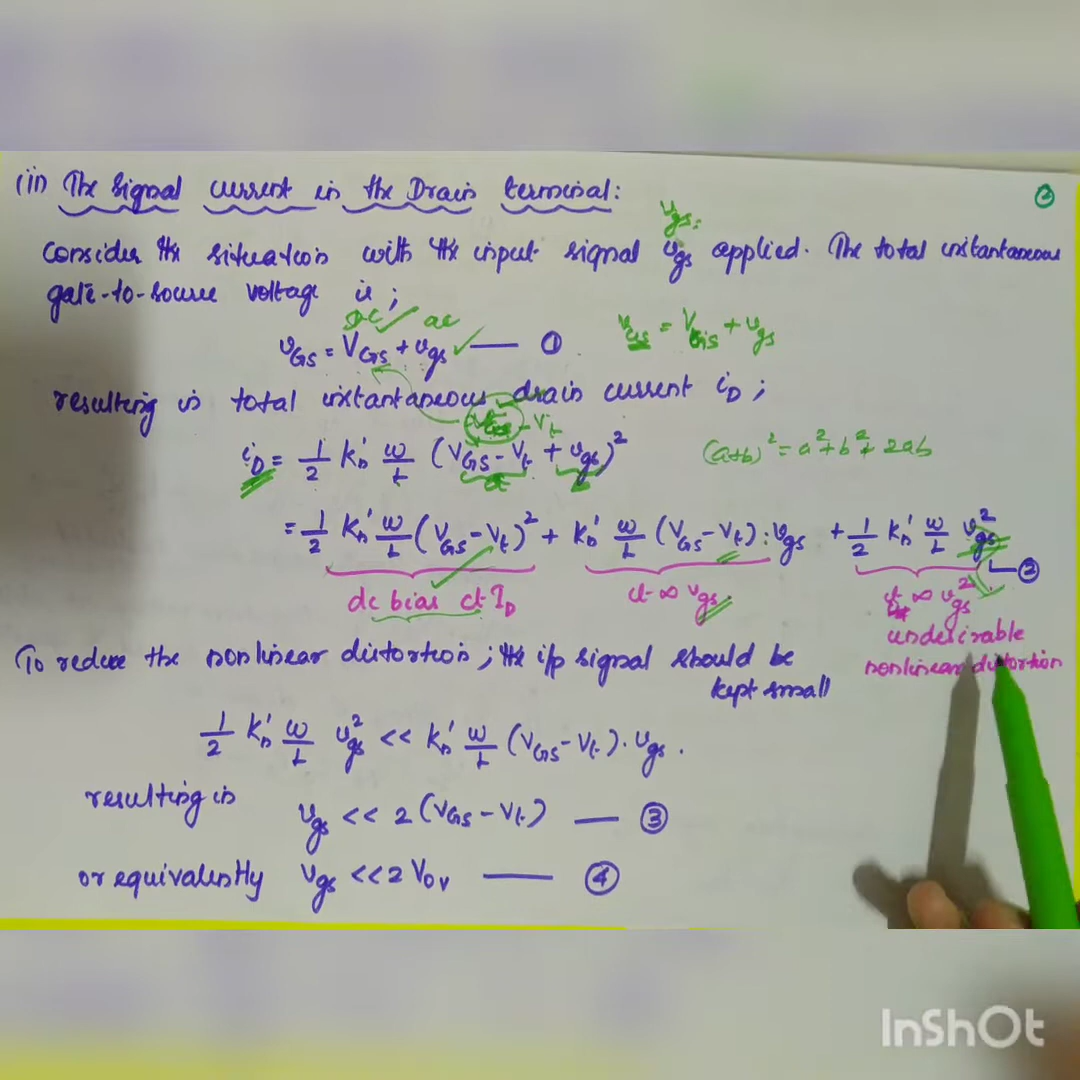 (ii) The Signal current in the Drain terminal:
②
vgs.
Consider the situation with the input signal vgs applied. The total instantaneous
gate-to-source voltage is;
DC ac
vGS = VGS + vgs —— ①
vGS = VGS + vgs
resulting in total instantaneous drain current iD;
- Vt
iD = 1/2 kn' W/L (VGS - Vt + vgs)²
(a+b)² = a² + b² + 2ab
= 1/2 kn' W/L (VGS - Vt)² + kn' W/L (VGS - Vt) . vgs + 1/2 kn' W/L vgs² —②
dc bias ct ID
ct ∝ vgs
ct ∝ vgs²
undesirable
nonlinear distortion
To reduce the nonlinear distortion; the i/p signal should be
kept small
1/2 kn' W/L vgs² << kn' W/L (VGS - Vt) . vgs .
resulting in vgs << 2 (VGS - Vt) —— ③
or equivalently vgs << 2 VOV —— ④
InShOt